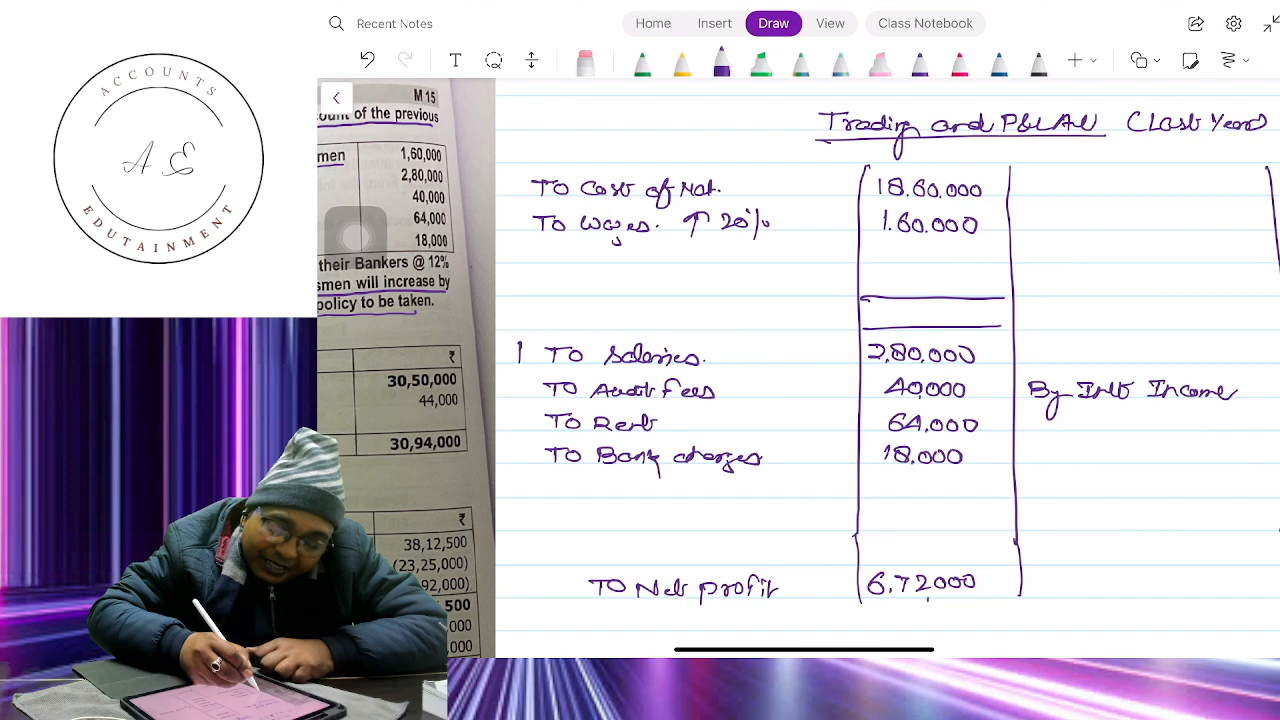 ACCOUNTS
A E
EDUTAINMENT
Recent Notes
Home Insert Draw View Class Notebook
T
M 15
count of the previous
smen 1,60,000
2,80,000
40,000
64,000
18,000
their Bankers @ 12%
smen will increase by
policy to be taken.
₹
30,50,000
44,000
30,94,000
₹
38,12,500
(23,25,000)
92,000)
500
000
,000
Trading and P&L A/c (Last Year)
To Cost of Mat. 18.60.000
To Wages. ↑ 20% 1.60.000
1 To Salaries. 2,80,000
To Audit Fees 40,000 By Int Income
To Rent 64,000
To Bank charges 18.000
To Net profit 6.72,000